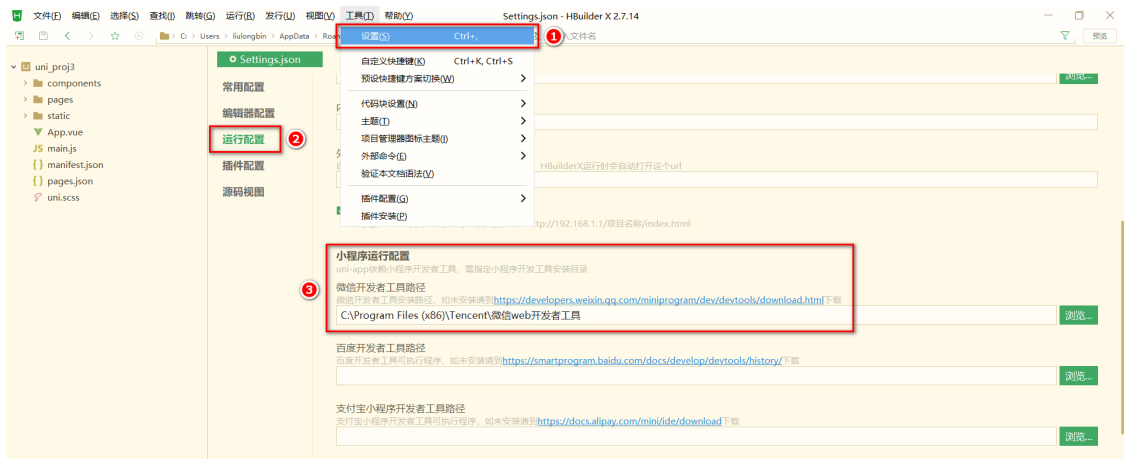 文件(F) 编辑(E) 选择(S) 查找(I) 跳转(G) 运行(R) 发行(U) 视图(V) 工具(T) 帮助(Y) Settings.json - HBuilder X 2.7.14
C: > Users > liulongbin > AppData > Roan
入文件名
预览
设置(S) Ctrl+,
1
自定义快捷键(K) Ctrl+K, Ctrl+S
预设快捷键方案切换(W)
代码块设置(N)
主题(T)
项目管理器图标主题(I)
外部命令(E)
验证本文档语法(V)
插件配置(G)
插件安装(P)
uni_proj3
components
pages
static
App.vue
JS main.js
manifest.json
pages.json
uni.scss
Settings.json
常用配置
编辑器配置
运行配置
2
插件配置
源码视图
浏览...
HBuilderX运行时会自动打开这个url
http://192.168.1.1/项目名称/index.html
小程序运行配置
uni-app依赖小程序开发者工具，需指定小程序开发工具安装目录
3
微信开发者工具路径
微信开发者工具安装路径，如未安装请到https://developers.weixin.qq.com/miniprogram/dev/devtools/download.html下载
C:\Program Files (x86)\Tencent\微信web开发者工具
浏览...
百度开发者工具路径
百度开发者工具可执行程序，如未安装请到https://smartprogram.baidu.com/docs/develop/devtools/history/下载
浏览...
支付宝小程序开发者工具路径
支付宝小程序开发者工具可执行程序，如未安装请到https://docs.alipay.com/mini/ide/download下载
浏览...